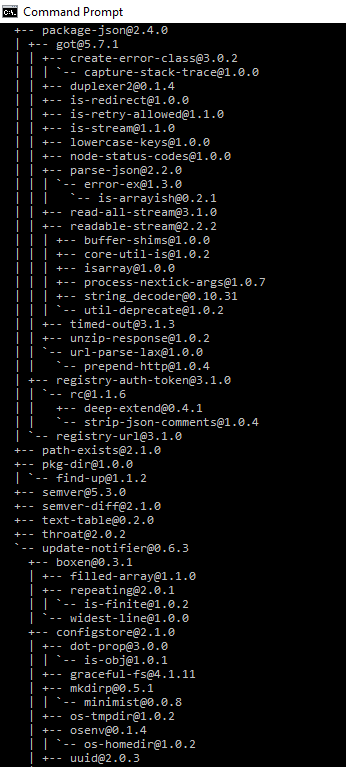 Command Prompt
+-- package-json@2.4.0
| +-- got@5.7.1
| | +-- create-error-class@3.0.2
| | | `-- capture-stack-trace@1.0.0
| | +-- duplexer2@0.1.4
| | +-- is-redirect@1.0.0
| | +-- is-retry-allowed@1.1.0
| | +-- is-stream@1.1.0
| | +-- lowercase-keys@1.0.0
| | +-- node-status-codes@1.0.0
| | +-- parse-json@2.2.0
| | | `-- error-ex@1.3.0
| | |   `-- is-arrayish@0.2.1
| | +-- read-all-stream@3.1.0
| | +-- readable-stream@2.2.2
| | | +-- buffer-shims@1.0.0
| | | +-- core-util-is@1.0.2
| | | +-- isarray@1.0.0
| | | +-- process-nextick-args@1.0.7
| | | +-- string_decoder@0.10.31
| | | `-- util-deprecate@1.0.2
| | +-- timed-out@3.1.3
| | +-- unzip-response@1.0.2
| | `-- url-parse-lax@1.0.0
| |   `-- prepend-http@1.0.4
| +-- registry-auth-token@3.1.0
| | `-- rc@1.1.6
| |   +-- deep-extend@0.4.1
| |   `-- strip-json-comments@1.0.4
| `-- registry-url@3.1.0
+-- path-exists@2.1.0
+-- pkg-dir@1.0.0
| `-- find-up@1.1.2
+-- semver@5.3.0
+-- semver-diff@2.1.0
+-- text-table@0.2.0
+-- throat@2.0.2
`-- update-notifier@0.6.3
  +-- boxen@0.3.1
  | +-- filled-array@1.1.0
  | +-- repeating@2.0.1
  | | `-- is-finite@1.0.2
  | `-- widest-line@1.0.0
  +-- configstore@2.1.0
  | +-- dot-prop@3.0.0
  | | `-- is-obj@1.0.1
  | +-- graceful-fs@4.1.11
  | +-- mkdirp@0.5.1
  | | `-- minimist@0.0.8
  | +-- os-tmpdir@1.0.2
  | +-- osenv@0.1.4
  | | `-- os-homedir@1.0.2
  | +-- uuid@2.0.3